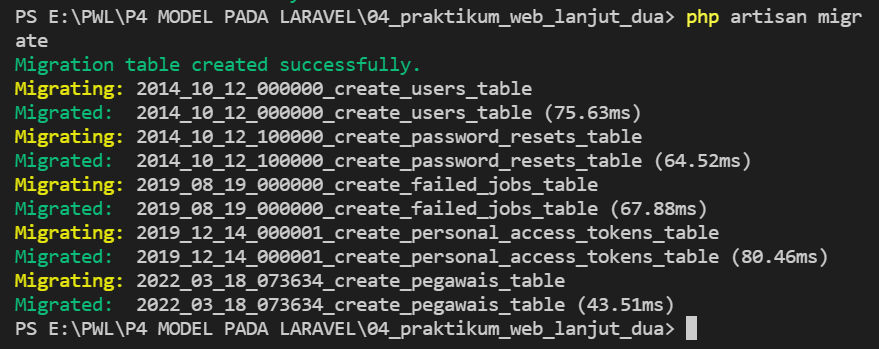 PS E:\PWL\P4 MODEL PADA LARAVEL\04_praktikum_web_lanjut_dua> php artisan migr
ate
Migration table created successfully.
Migrating: 2014_10_12_000000_create_users_table
Migrated:  2014_10_12_000000_create_users_table (75.63ms)
Migrating: 2014_10_12_100000_create_password_resets_table
Migrated:  2014_10_12_100000_create_password_resets_table (64.52ms)
Migrating: 2019_08_19_000000_create_failed_jobs_table
Migrated:  2019_08_19_000000_create_failed_jobs_table (67.88ms)
Migrating: 2019_12_14_000001_create_personal_access_tokens_table
Migrated:  2019_12_14_000001_create_personal_access_tokens_table (80.46ms)
Migrating: 2022_03_18_073634_create_pegawais_table
Migrated:  2022_03_18_073634_create_pegawais_table (43.51ms)
PS E:\PWL\P4 MODEL PADA LARAVEL\04_praktikum_web_lanjut_dua>